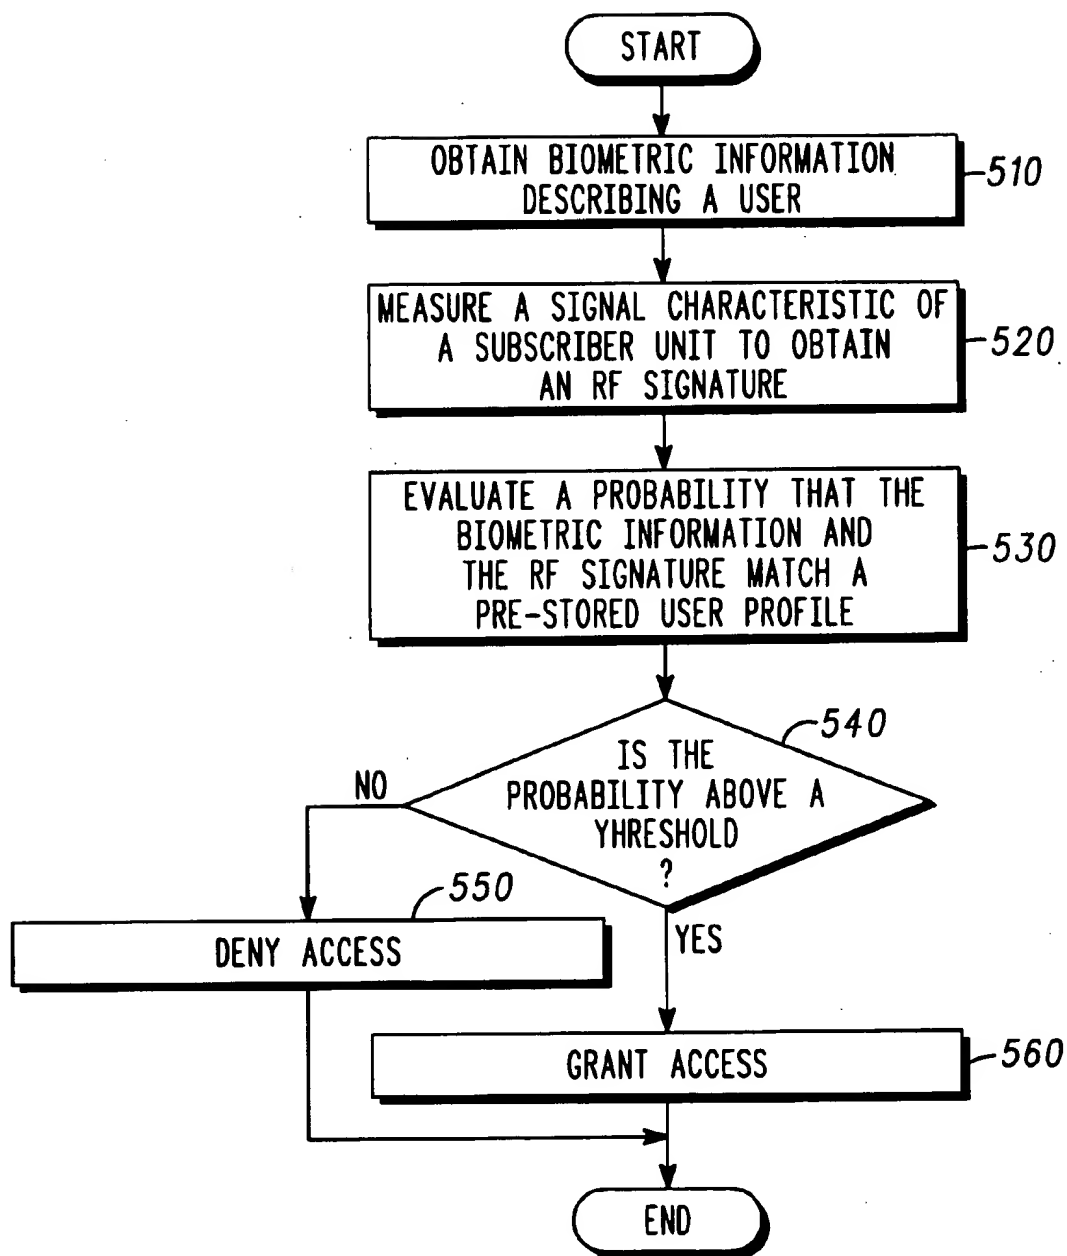 START
OBTAIN BIOMETRIC INFORMATION
DESCRIBING A USER
510
MEASURE A SIGNAL CHARACTERISTIC OF
A SUBSCRIBER UNIT TO OBTAIN
AN RF SIGNATURE
520
EVALUATE A PROBABILITY THAT THE
BIOMETRIC INFORMATION AND
THE RF SIGNATURE MATCH A
PRE-STORED USER PROFILE
530
540
IS THE
PROBABILITY ABOVE A
YHRESHOLD
?
NO
YES
550
DENY ACCESS
GRANT ACCESS
560
END